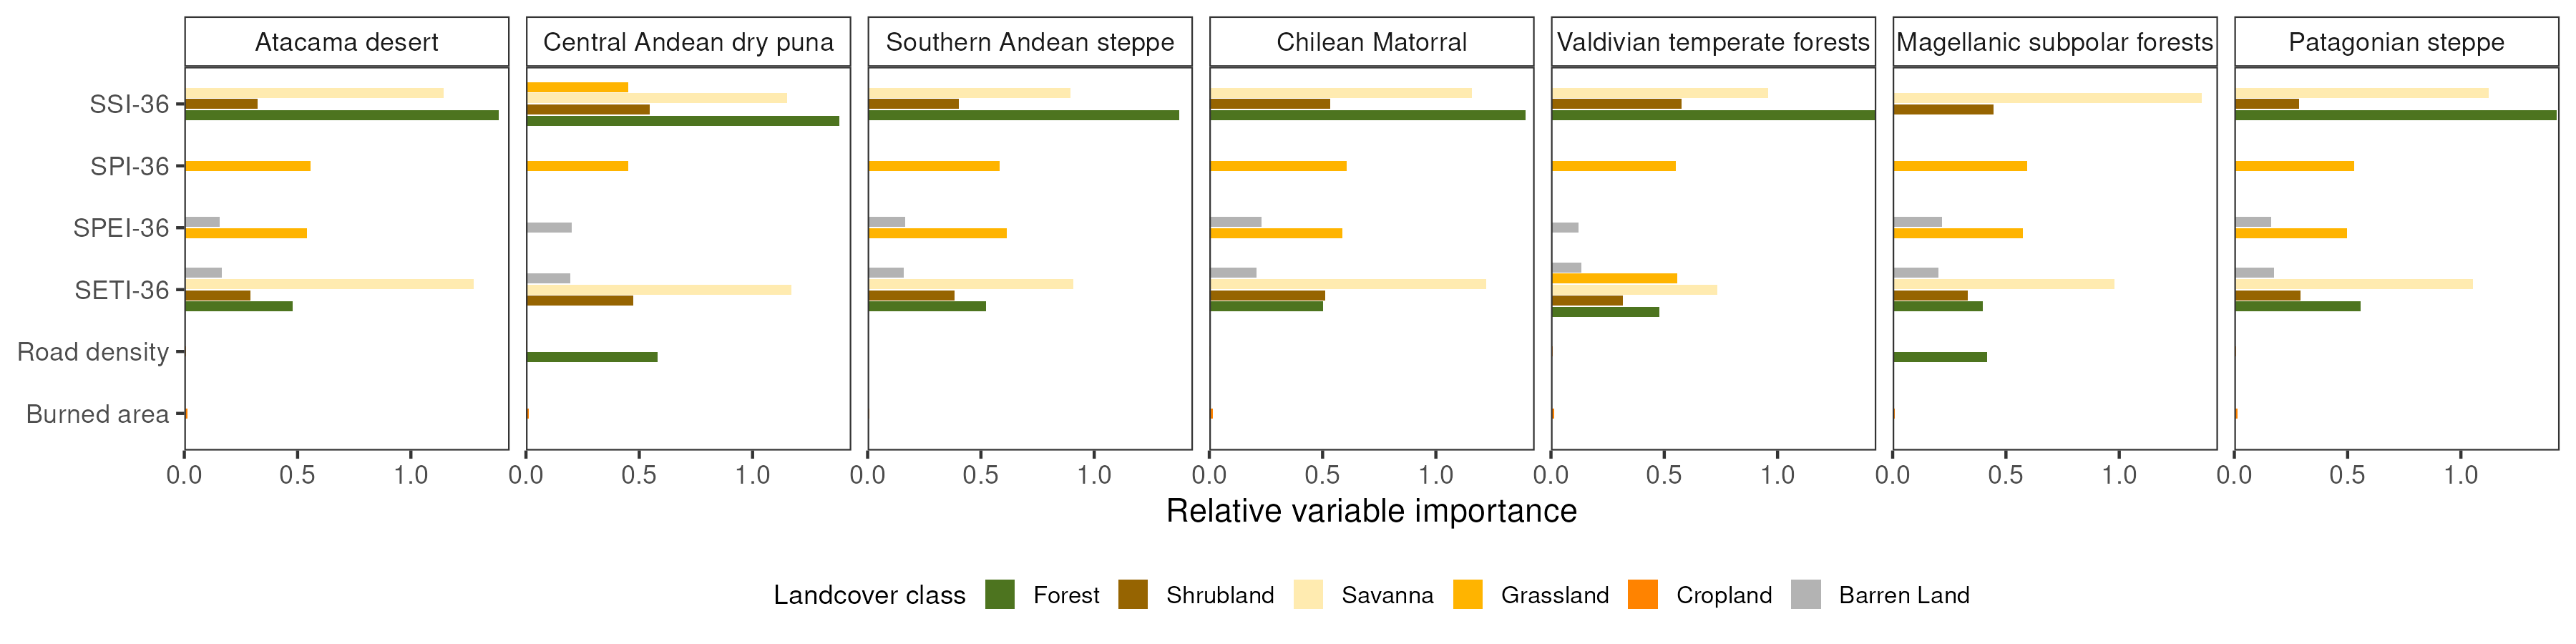 Atacama desert Central Andean dry puna Southern Andean steppe Chilean Matorral Valdivian temperate forests Magellanic subpolar forests Patagonian steppe
SSI-36
SPI-36
SPEI-36
SETI-36
Road density
Burned area
0.0 0.5 1.0 0.0 0.5 1.0 0.0 0.5 1.0 0.0 0.5 1.0 0.0 0.5 1.0 0.0 0.5 1.0 0.0 0.5 1.0
Relative variable importance
Landcover class Forest Shrubland Savanna Grassland Cropland Barren Land